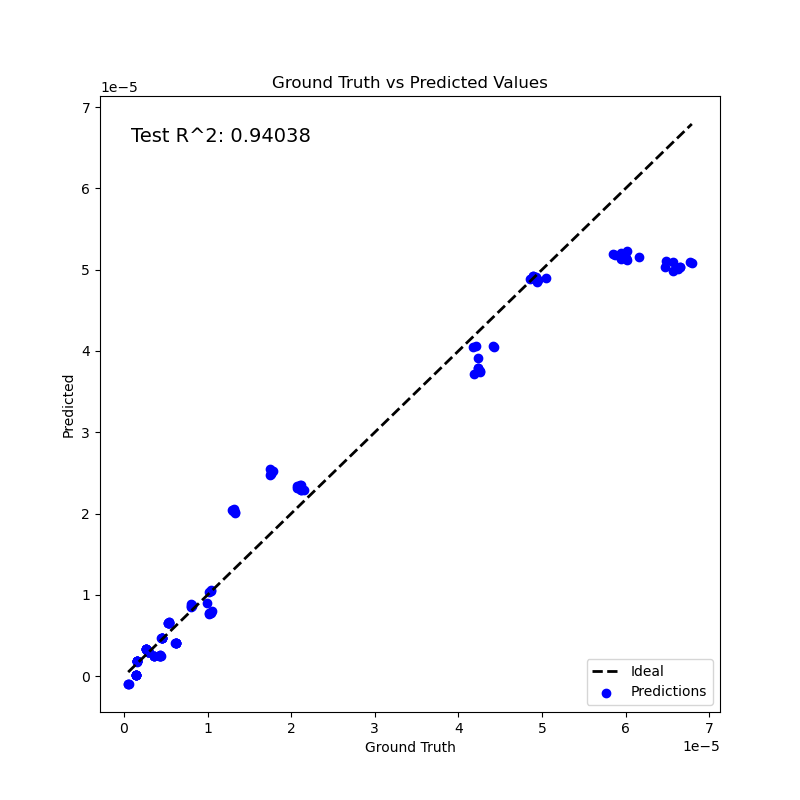 Ground Truth vs Predicted Values
1e−5
Test R^2: 0.94038
7
6
5
4
3
2
1
0
Predicted
Ideal
Predictions
0 1 2 3 4 5 6 7
Ground Truth
1e−5